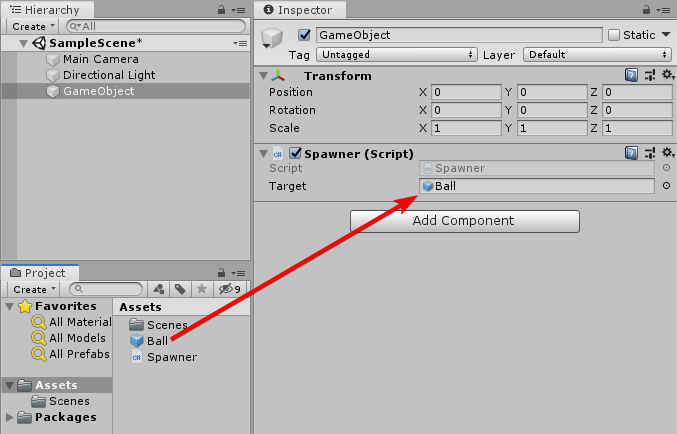 Hierarchy
Create
All
SampleScene*
Main Camera
Directional Light
GameObject
Project
Create
9
Favorites
All Material
All Models
All Prefabs
Assets
Scenes
Packages
Assets
Scenes
Ball
Spawner
Inspector
GameObject
Static
Tag Untagged Layer Default
Transform
Position X 0 Y 0 Z 0
Rotation X 0 Y 0 Z 0
Scale X 1 Y 1 Z 1
Spawner (Script)
Script Spawner
Target Ball
Add Component